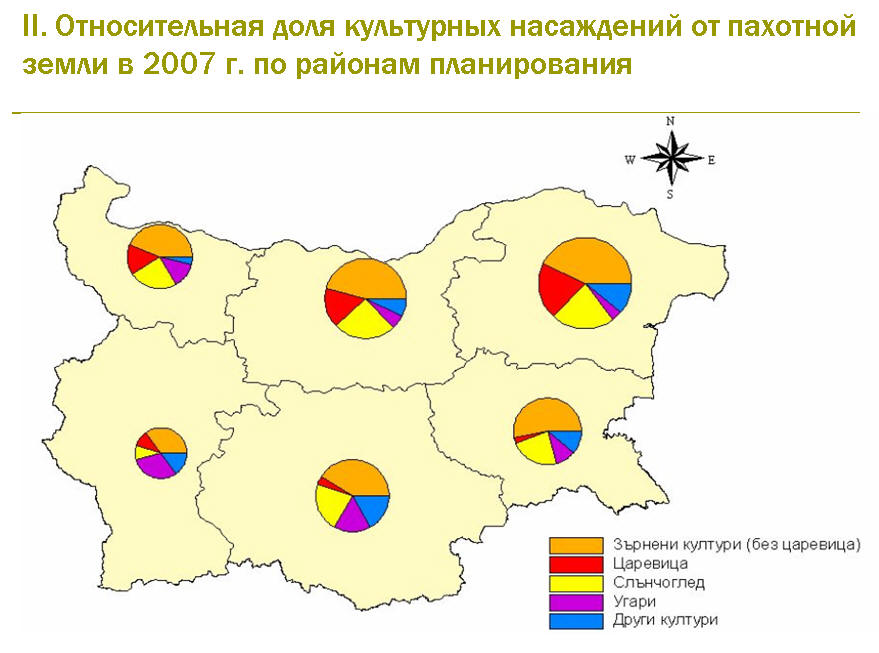 II. Относительная доля культурных насаждений от пахотной
земли в 2007 г. по районам планирования
N
W E
S
Зърнени култури (без царевица)
Царевица
Слънчоглед
Угари
Други култури